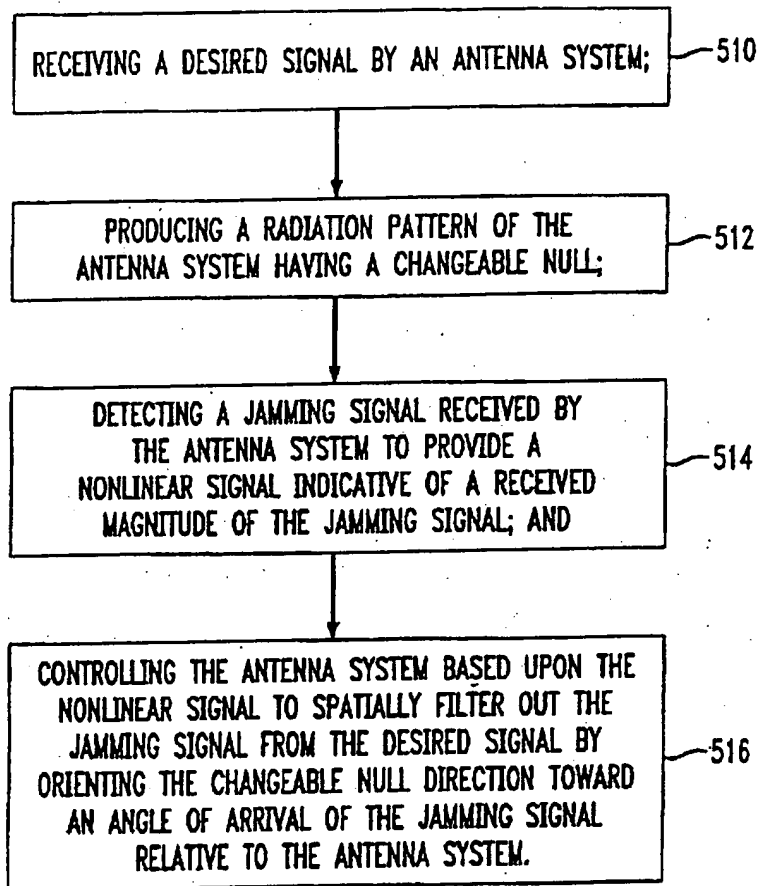 RECEIVING A DESIRED SIGNAL BY AN ANTENNA SYSTEM;
510
PRODUCING A RADIATION PATTERN OF THE
ANTENNA SYSTEM HAVING A CHANGEABLE NULL;
512
DETECTING A JAMMING SIGNAL RECEIVED BY
THE ANTENNA SYSTEM TO PROVIDE A
NONLINEAR SIGNAL INDICATIVE OF A RECEIVED
MAGNITUDE OF THE JAMMING SIGNAL; AND
514
CONTROLLING THE ANTENNA SYSTEM BASED UPON THE
NONLINEAR SIGNAL TO SPATIALLY FILTER OUT THE
JAMMING SIGNAL FROM THE DESIRED SIGNAL BY
ORIENTING THE CHANGEABLE NULL DIRECTION TOWARD
AN ANGLE OF ARRIVAL OF THE JAMMING SIGNAL
RELATIVE TO THE ANTENNA SYSTEM.
516